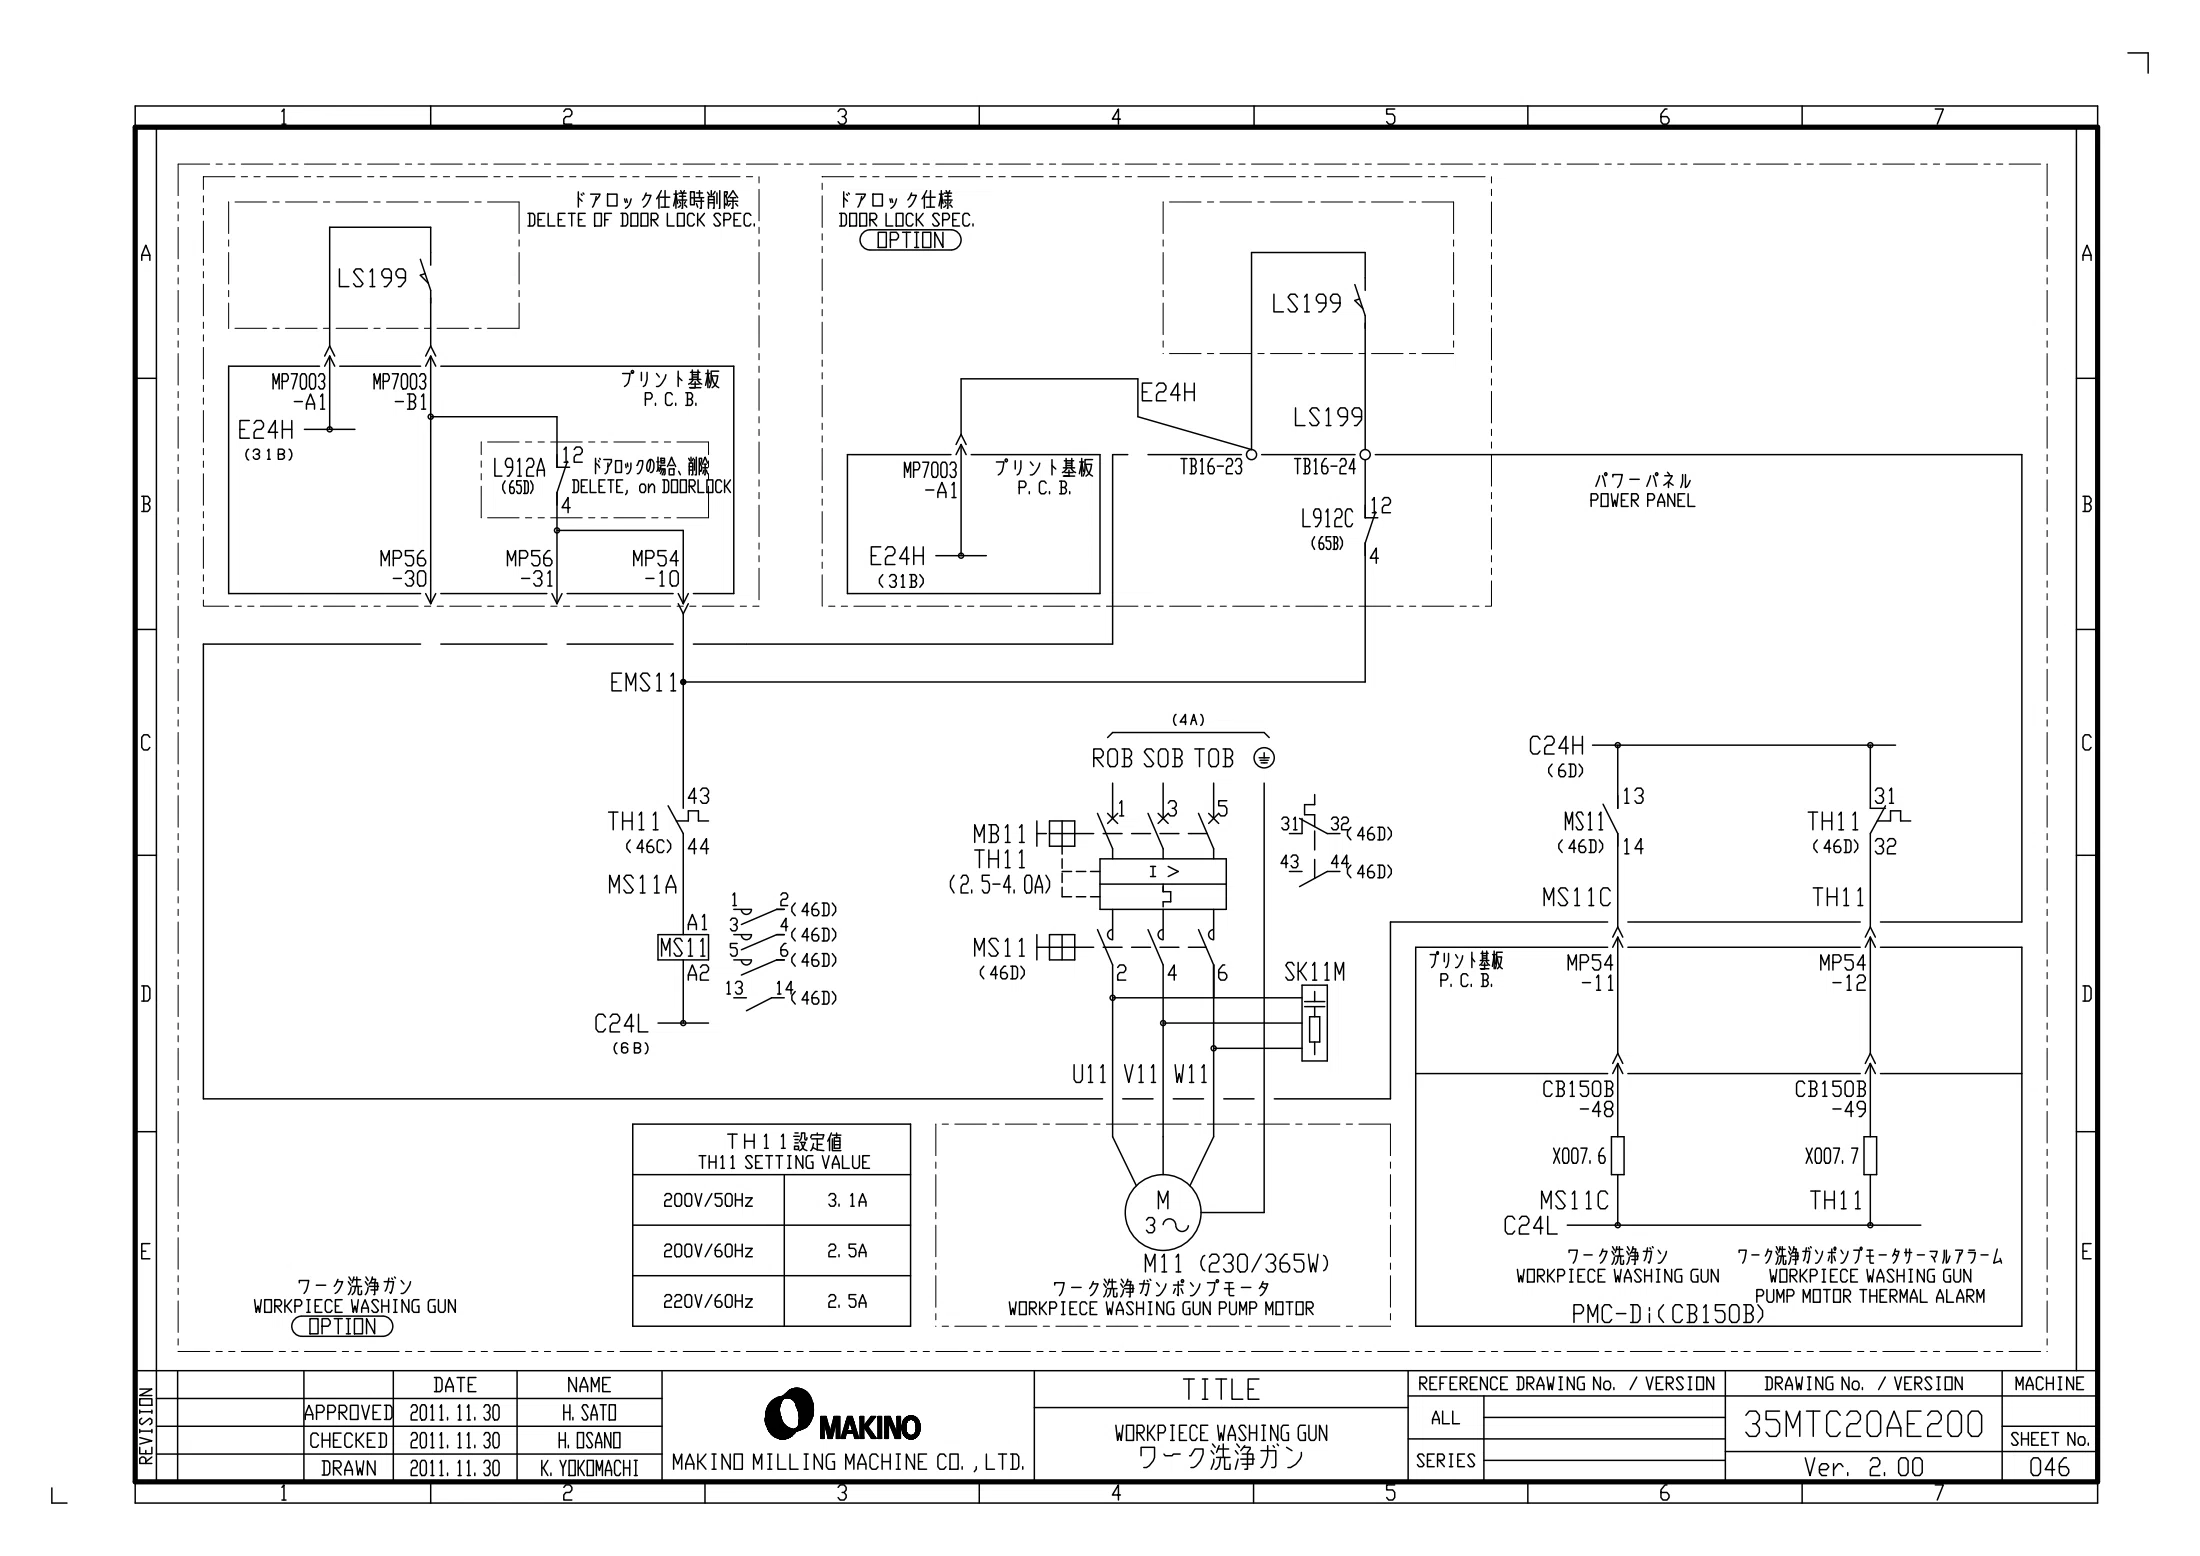 1 2 3 4 5 6 7
A
B
C
D
E
ドアロック仕様時削除
DELETE OF DOOR LOCK SPEC.
LS199
MP7003
-A1
MP7003
-B1
プリント基板
P. C. B.
E24H
(31B)
L912A
(65D)
12
4
ドアロックの場合、削除
DELETE, on DOORLOCK
MP56
-30
MP56
-31
MP54
-10
ドアロック仕様
DOOR LOCK SPEC.
OPTION
LS199
E24H
LS199
MP7003
-A1
プリント基板
P. C. B.
E24H
(31B)
TB16-23
TB16-24
L912C
(65B)
12
4
パワーパネル
POWER PANEL
EMS11
TH11
(46C)
43
44
MS11A
A1
MS11
A2
1 2 (46D)
3 4 (46D)
5 6 (46D)
13 14 (46D)
C24L
(6B)
(4A)
R0B S0B T0B
1 3 5
MB11
TH11
(2.5-4.0A)
I >
31 32 (46D)
43 44 (46D)
MS11
(46D)
2 4 6
SK11M
U11 V11 W11
M
3
M11 (230/365W)
ワーク洗浄ガンポンプモータ
WORKPIECE WASHING GUN PUMP MOTOR
C24H
(6D)
MS11
(46D)
13
14
TH11
(46D)
31
32
MS11C
TH11
プリント基板
P. C. B.
MP54
-11
MP54
-12
CB150B
-48
CB150B
-49
X007.6
X007.7
MS11C
TH11
C24L
ワーク洗浄ガン
WORKPIECE WASHING GUN
ワーク洗浄ガンポンプモータサーマルアラーム
WORKPIECE WASHING GUN
PUMP MOTOR THERMAL ALARM
PMC-Di(CB150B)
TH11設定値
TH11 SETTING VALUE
200V/50Hz 3.1A
200V/60Hz 2.5A
220V/60Hz 2.5A
ワーク洗浄ガン
WORKPIECE WASHING GUN
OPTION
A
B
C
D
E
REVISION
DATE NAME
APPROVED 2011.11.30 H. SATO
CHECKED 2011.11.30 H. OSANO
DRAWN 2011.11.30 K. YOKOMACHI
MAKINO
MAKINO MILLING MACHINE CO., LTD.
TITLE
WORKPIECE WASHING GUN
ワーク洗浄ガン
REFERENCE DRAWING No. / VERSION
ALL
SERIES
DRAWING No. / VERSION
35MTC20AE200
Ver. 2.00
MACHINE
SHEET No.
046
1 2 3 4 5 6 7